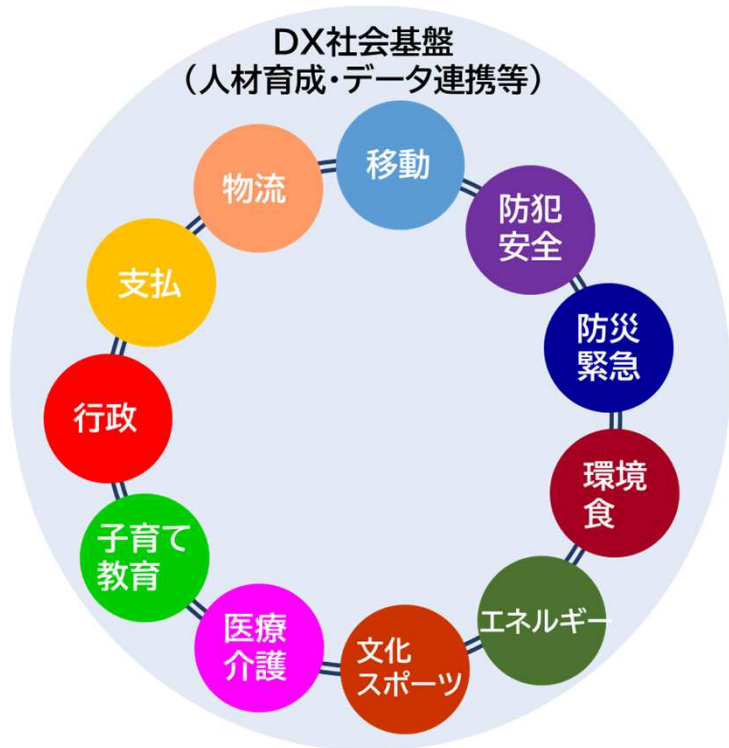 DX社会基盤
（人材育成・データ連携等）
移動
防犯
安全
防災
緊急
環境
食
エネルギー
文化
スポーツ
医療
介護
子育て
教育
行政
支払
物流